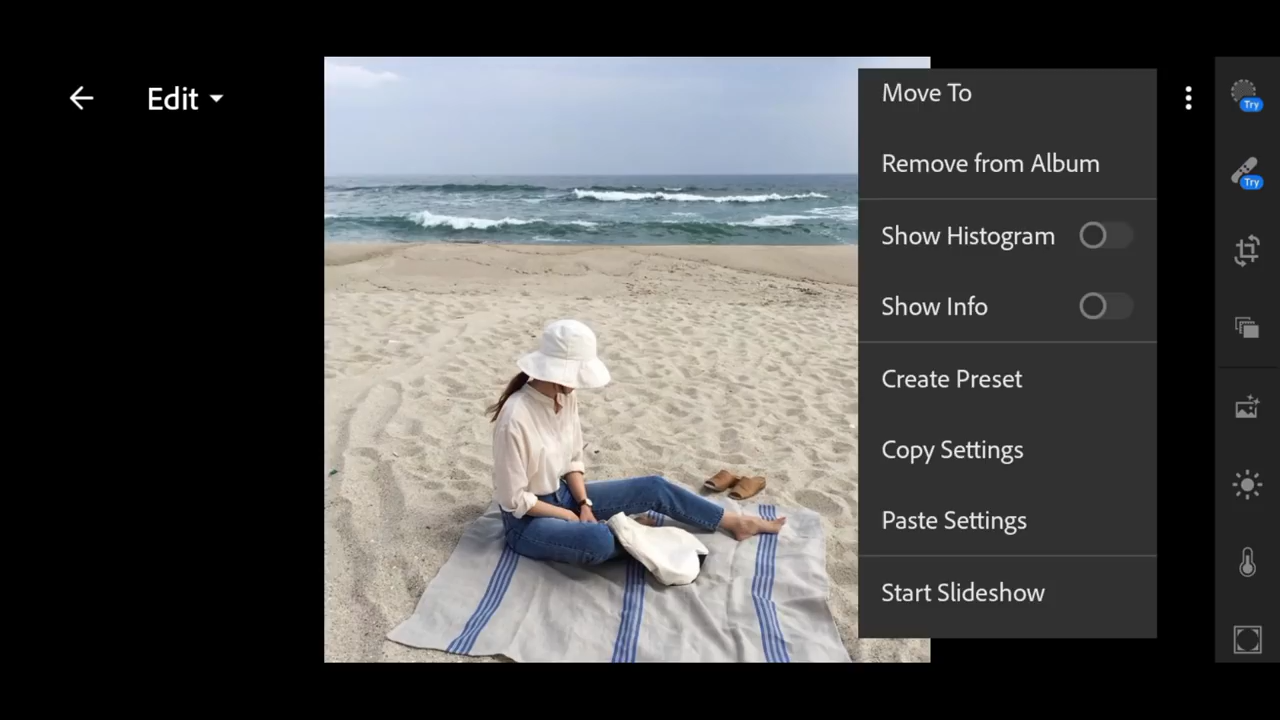 Edit
Move To
Remove from Album
Show Histogram
Show Info
Create Preset
Copy Settings
Paste Settings
Start Slideshow
Try
Try